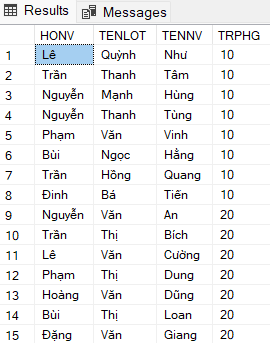 Results Messages
HONV TENLOT TENNV TRPHG
1 Lê Quỳnh Như 10
2 Trần Thanh Tâm 10
3 Nguyễn Mạnh Hùng 10
4 Nguyễn Thanh Tùng 10
5 Phạm Văn Vinh 10
6 Bùi Ngọc Hằng 10
7 Trần Hồng Quang 10
8 Đinh Bá Tiến 10
9 Nguyễn Văn An 20
10 Trần Thị Bích 20
11 Lê Văn Cường 20
12 Phạm Thị Dung 20
13 Hoàng Văn Dũng 20
14 Bùi Thị Loan 20
15 Đặng Văn Giang 20